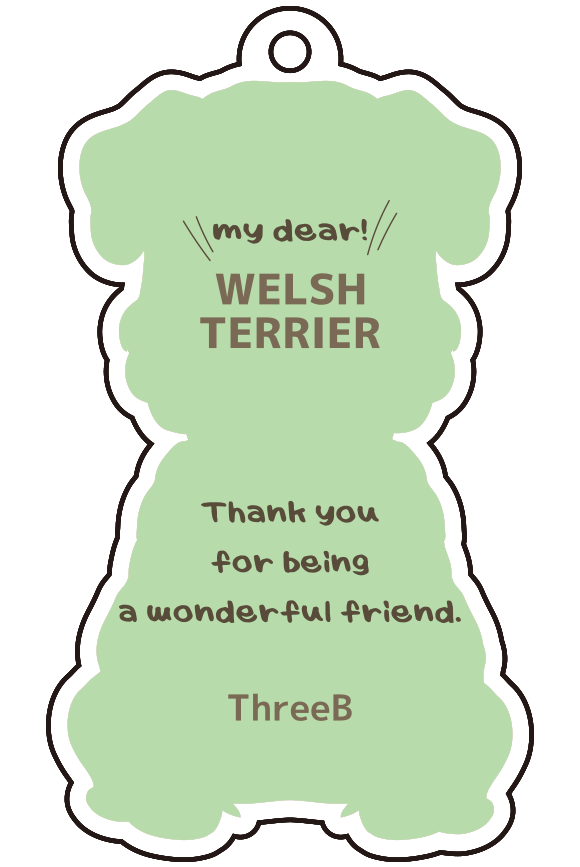 my dear!
WELSH
TERRIER
Thank you
for being
a wonderful friend.
ThreeB